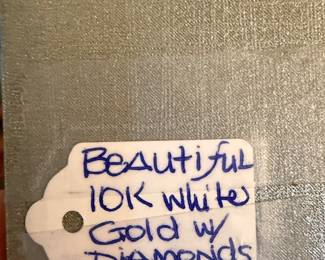 BEAUTIFUL
10K WHITE
GOLD W/
DIAMONDS